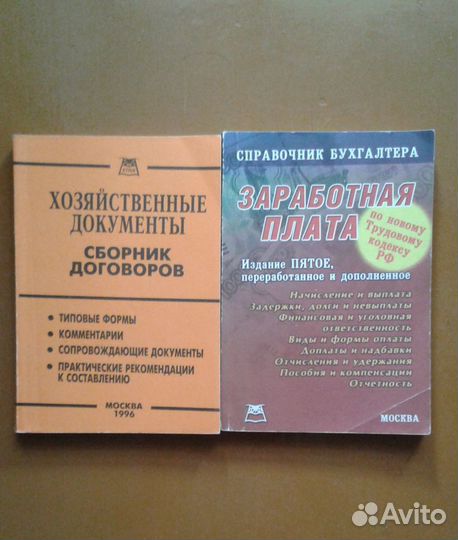 ХОЗЯЙСТВЕННЫЕ
ДОКУМЕНТЫ
СБОРНИК
ДОГОВОРОВ
• ТИПОВЫЕ ФОРМЫ
• КОММЕНТАРИИ
• СОПРОВОЖДАЮЩИЕ ДОКУМЕНТЫ
• ПРАКТИЧЕСКИЕ РЕКОМЕНДАЦИИ
К СОСТАВЛЕНИЮ
МОСКВА
1996
СПРАВОЧНИК БУХГАЛТЕРА
ЗАРАБОТНАЯ
ПЛАТА
по новому
Трудовому
кодексу
РФ
Издание ПЯТОЕ,
переработанное и дополненное
Начисление и выплата
Задержки, долги и невыплаты
Финансовая и уголовная
ответственность
Виды и формы оплаты
Доплаты и надбавки
Отчисления и удержания
Пособия и компенсации
Отчетность
МОСКВА
Avito